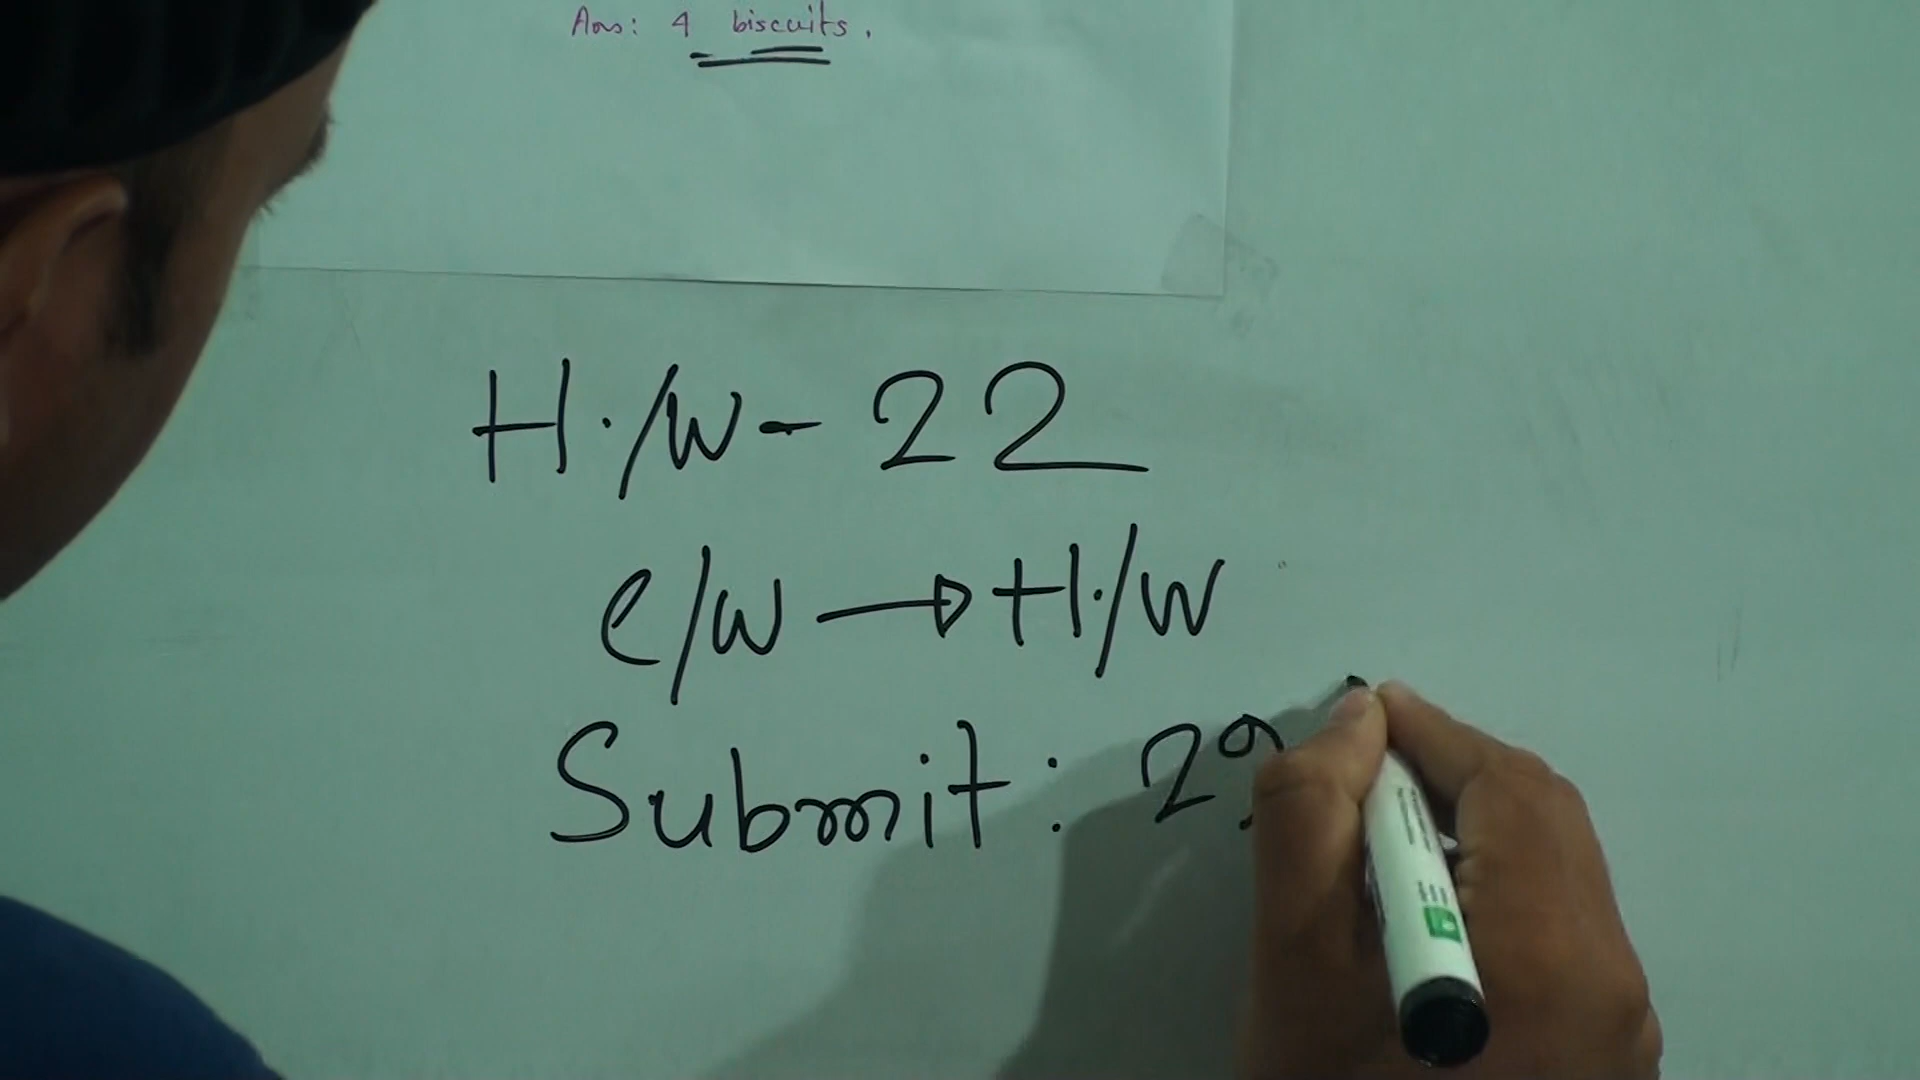 Ans: 4 biscuits.
H./W - 22
C/W → H./W
Submit: 29